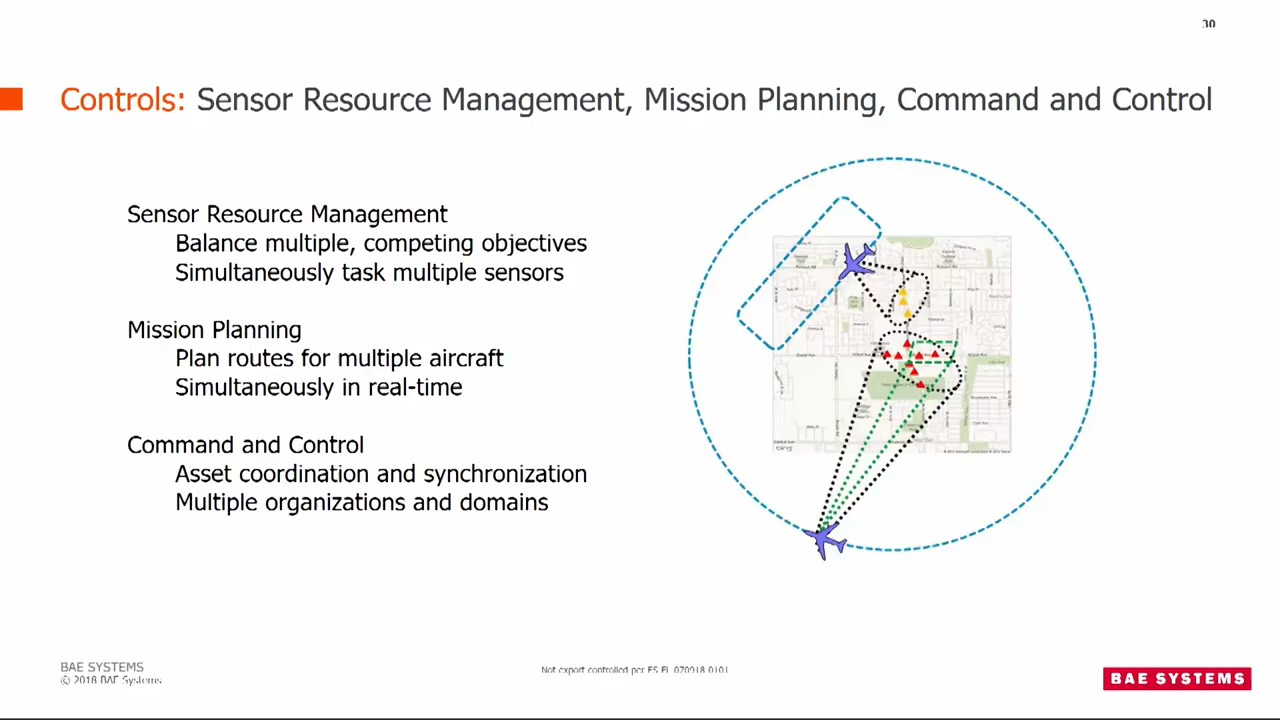 30
Controls: Sensor Resource Management, Mission Planning, Command and Control
Sensor Resource Management
Balance multiple, competing objectives
Simultaneously task multiple sensors
Mission Planning
Plan routes for multiple aircraft
Simultaneously in real-time
Command and Control
Asset coordination and synchronization
Multiple organizations and domains
bing
BAE SYSTEMS
© 2018 BAE Systems
Not export controlled per ES-FL-070918-0101
BAE SYSTEMS